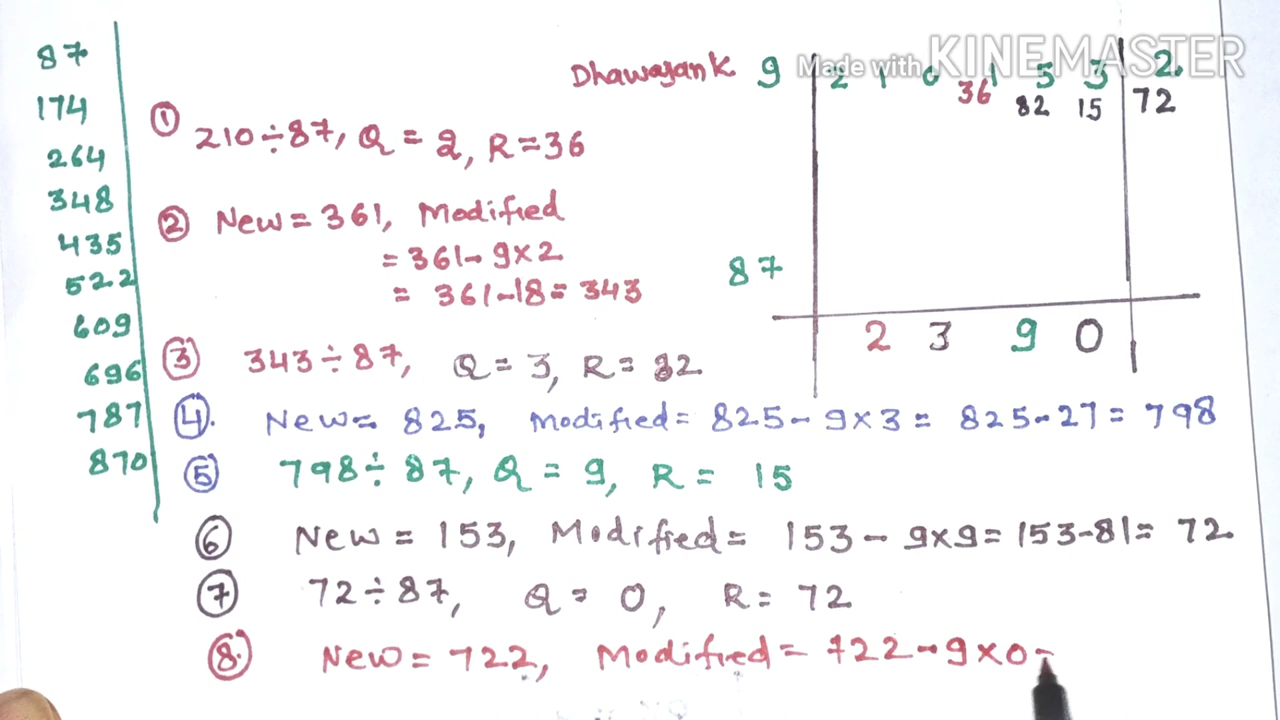 87
174
264
348
435
522
609
696
787
870
Made with KINEMASTER
Dhawajank 9 2 1 0 1 5 3 2
36 82 15 72
87
2 3 9 0
① 210÷87, Q = 2, R = 36
② New = 361, Modified
= 361 - 9×2
= 361 - 18 = 343
③ 343÷87, Q = 3, R = 82
④. New = 825, Modified = 825 - 9×3 = 825 - 27 = 798
⑤ 798÷87, Q = 9, R = 15
⑥ New = 153, Modified = 153 - 9×9 = 153 - 81 = 72.
⑦ 72÷87, Q = 0, R = 72
⑧. New = 722, Modified = 722 - 9×0 -